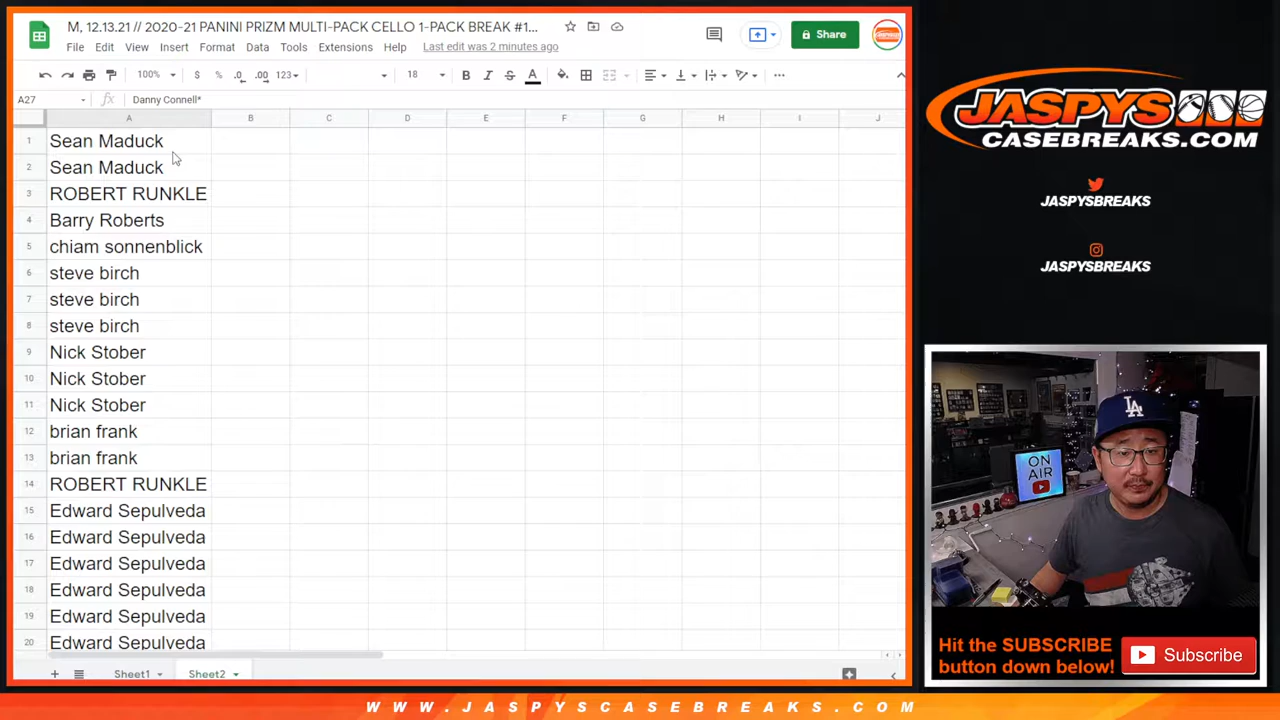 M, 12.13.21 // 2020-21 PANINI PRIZM MULTI-PACK CELLO 1-PACK BREAK #1...
Share
File Edit View Insert Format Data Tools Extensions Help Last edit was 2 minutes ago
100% $ % .0 .00 123 18 B I S A
A27 fx Danny Connell*
A B C D E F G H I J
1 Sean Maduck
2 Sean Maduck
3 ROBERT RUNKLE
4 Barry Roberts
5 chiam sonnenblick
6 steve birch
7 steve birch
8 steve birch
9 Nick Stober
10 Nick Stober
11 Nick Stober
12 brian frank
13 brian frank
14 ROBERT RUNKLE
15 Edward Sepulveda
16 Edward Sepulveda
17 Edward Sepulveda
18 Edward Sepulveda
19 Edward Sepulveda
20 Edward Sepulveda
Sheet1 Sheet2
JASPYS
CASEBREAKS.COM
JASPYSBREAKS
JASPYSBREAKS
LA
ON
AIR
Hit the SUBSCRIBE
button down below!
Subscribe
WWW.JASPYSCASEBREAKS.COM